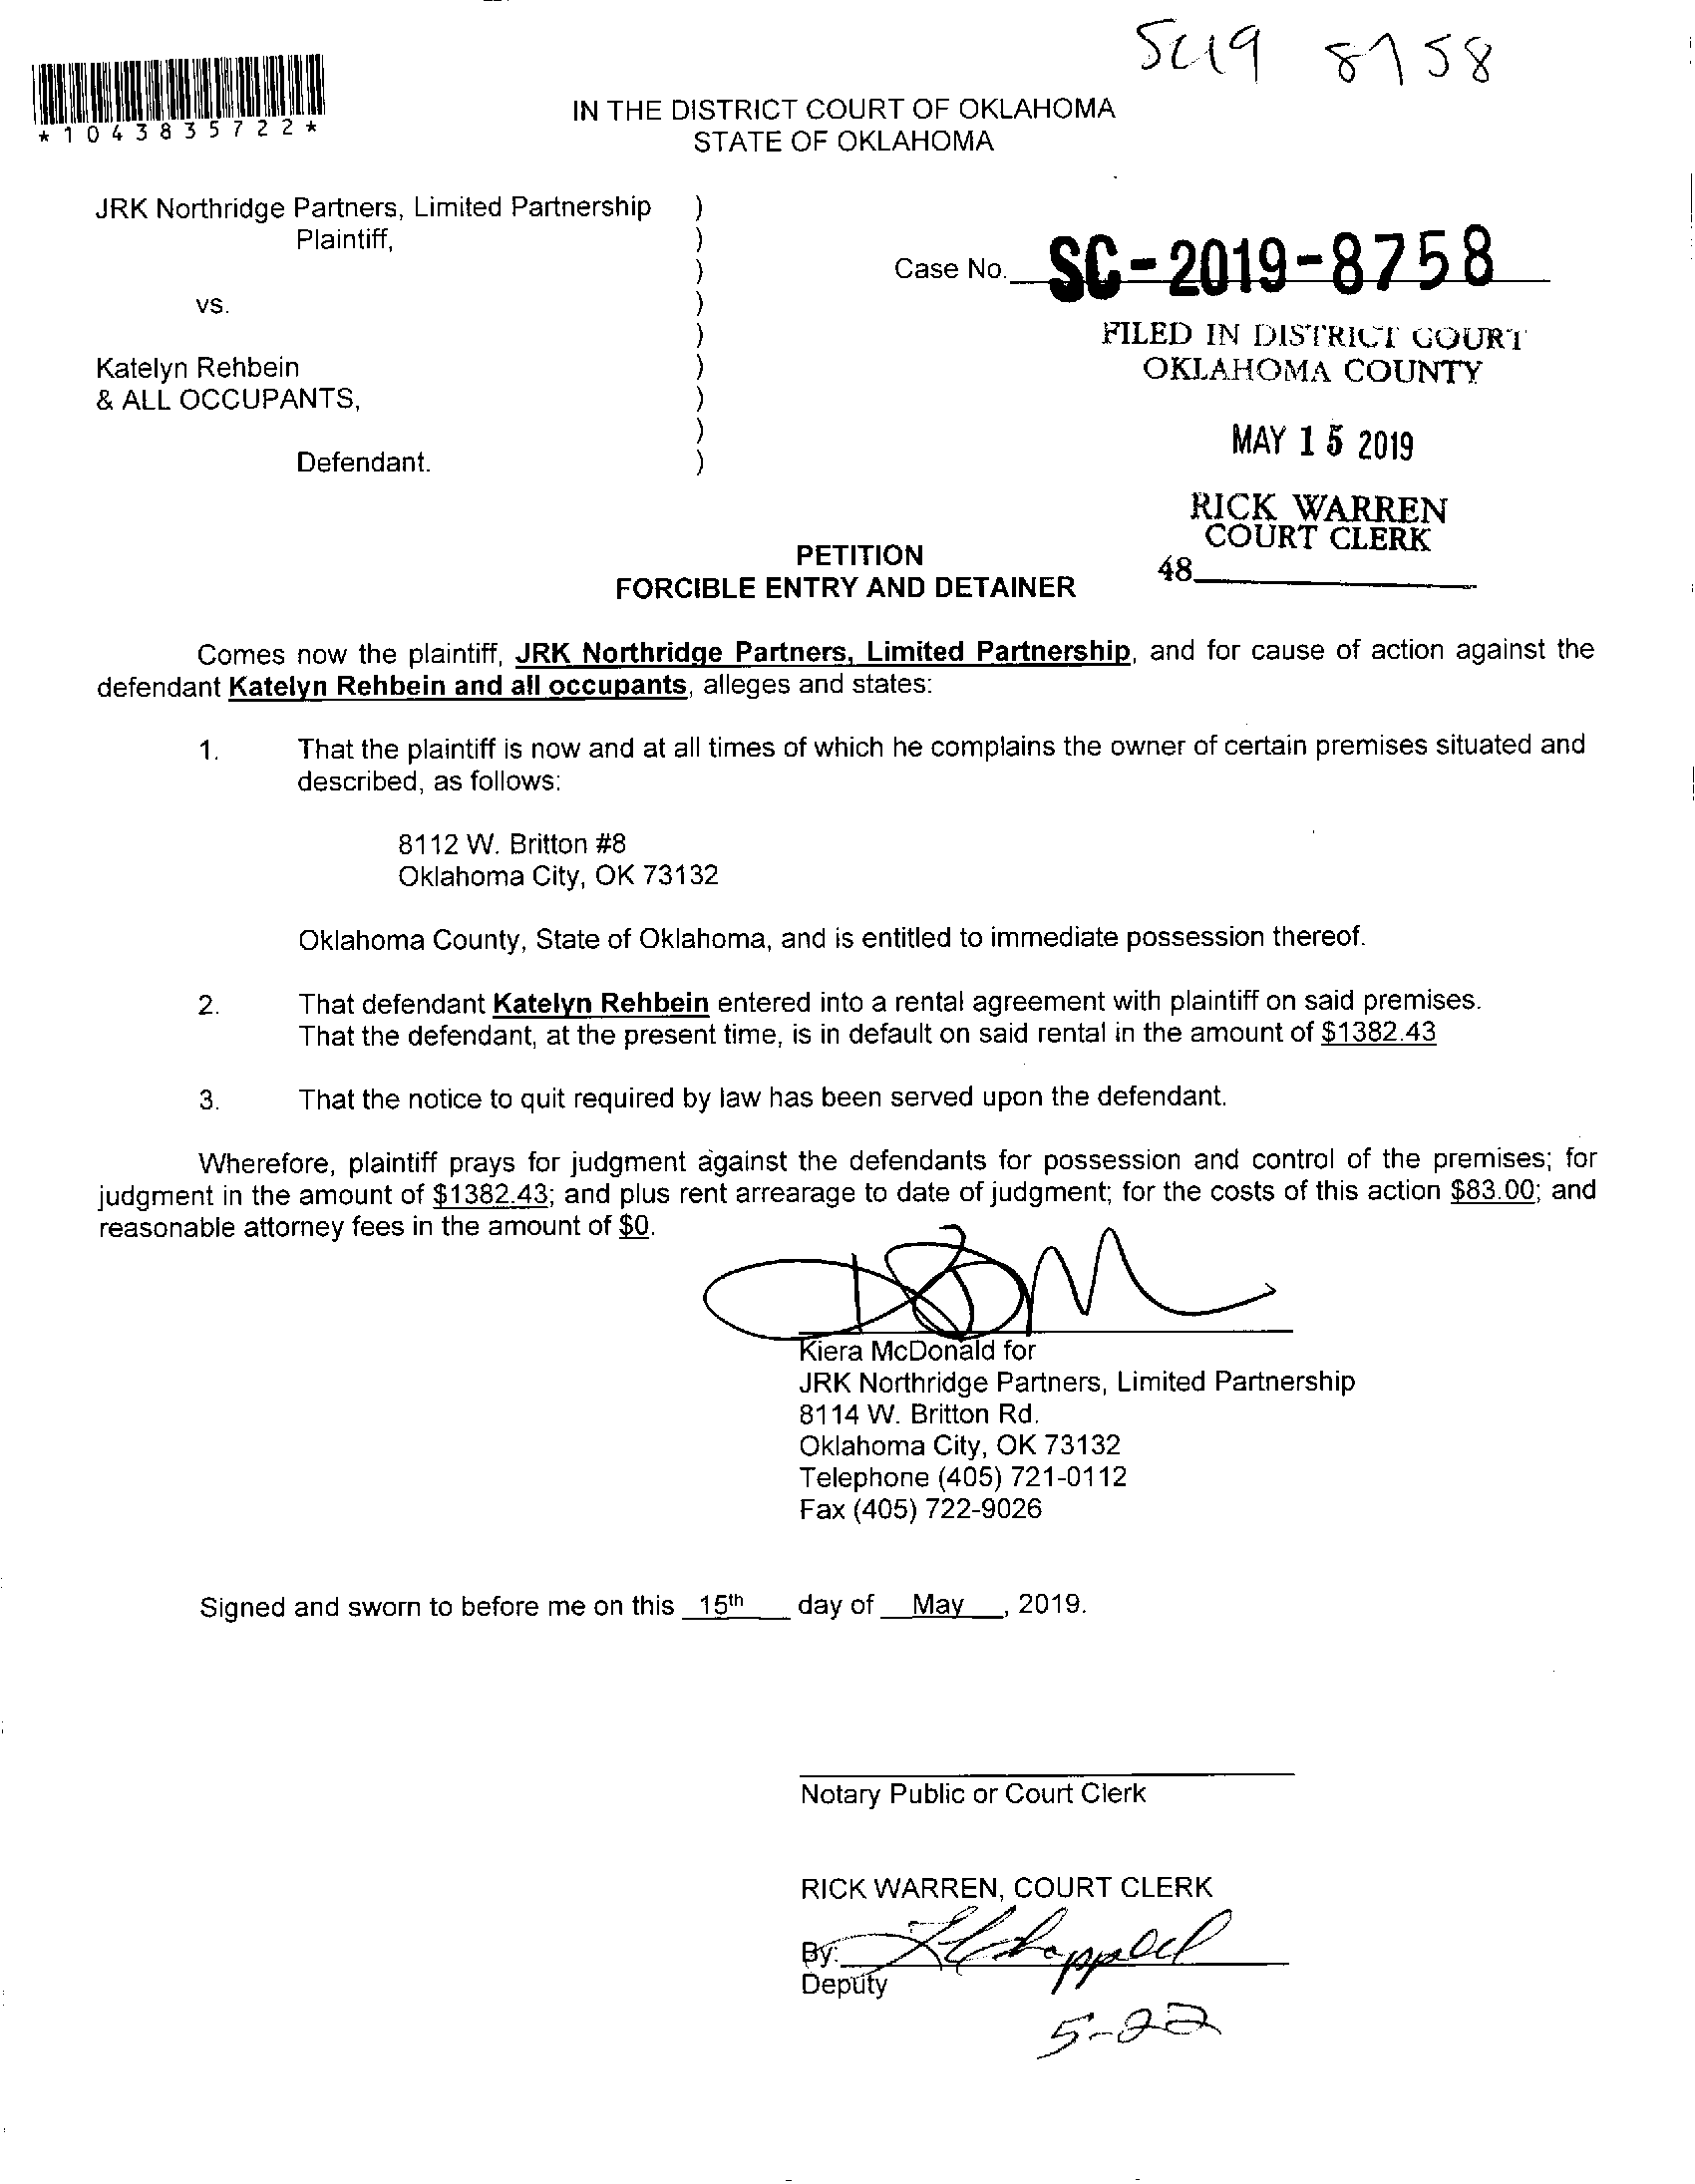 SC19 8758
*1043835722*
IN THE DISTRICT COURT OF OKLAHOMA
STATE OF OKLAHOMA
JRK Northridge Partners, Limited Partnership )
Plaintiff, )
)
Case No. SC-2019-8758
vs. )
)
FILED IN DISTRICT COURT
OKLAHOMA COUNTY
Katelyn Rehbein )
& ALL OCCUPANTS, )
)
Defendant. )
MAY 15 2019
RICK WARREN
COURT CLERK
48
PETITION
FORCIBLE ENTRY AND DETAINER
Comes now the plaintiff, JRK Northridge Partners, Limited Partnership, and for cause of action against the
defendant Katelyn Rehbein and all occupants, alleges and states:
1. That the plaintiff is now and at all times of which he complains the owner of certain premises situated and
described, as follows:
8112 W. Britton #8
Oklahoma City, OK 73132
Oklahoma County, State of Oklahoma, and is entitled to immediate possession thereof.
2. That defendant Katelyn Rehbein entered into a rental agreement with plaintiff on said premises.
That the defendant, at the present time, is in default on said rental in the amount of $1382.43
3. That the notice to quit required by law has been served upon the defendant.
Wherefore, plaintiff prays for judgment against the defendants for possession and control of the premises; for
judgment in the amount of $1382.43; and plus rent arrearage to date of judgment; for the costs of this action $83.00; and
reasonable attorney fees in the amount of $0.
Kiera McDonald for
JRK Northridge Partners, Limited Partnership
8114 W. Britton Rd.
Oklahoma City, OK 73132
Telephone (405) 721-0112
Fax (405) 722-9026
Signed and sworn to before me on this 15th day of May, 2019.
Notary Public or Court Clerk
RICK WARREN, COURT CLERK
By:
Deputy
5-22